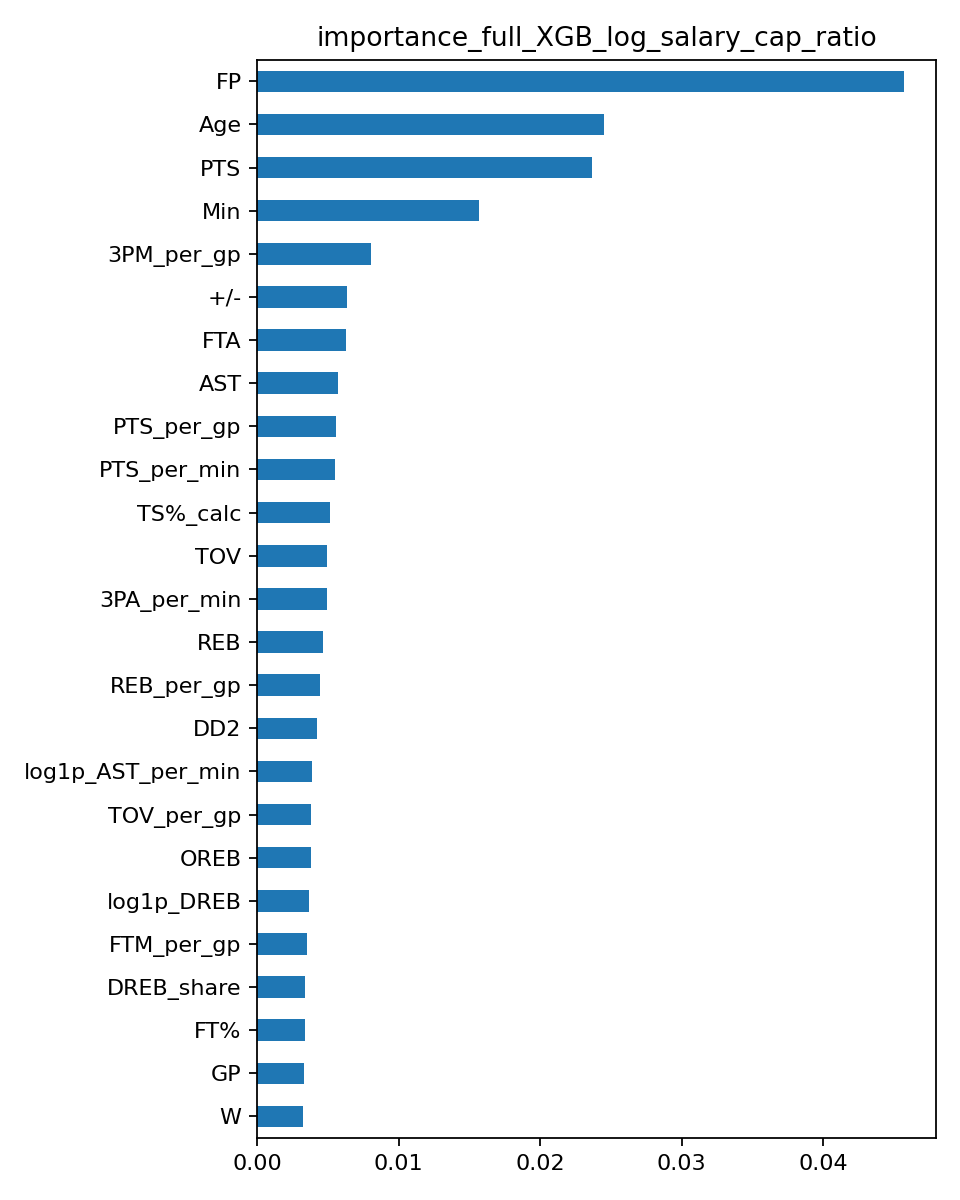 importance_full_XGB_log_salary_cap_ratio
FP
Age
PTS
Min
3PM_per_gp
+/-
FTA
AST
PTS_per_gp
PTS_per_min
TS%_calc
TOV
3PA_per_min
REB
REB_per_gp
DD2
log1p_AST_per_min
TOV_per_gp
OREB
log1p_DREB
FTM_per_gp
DREB_share
FT%
GP
W
0.00 0.01 0.02 0.03 0.04